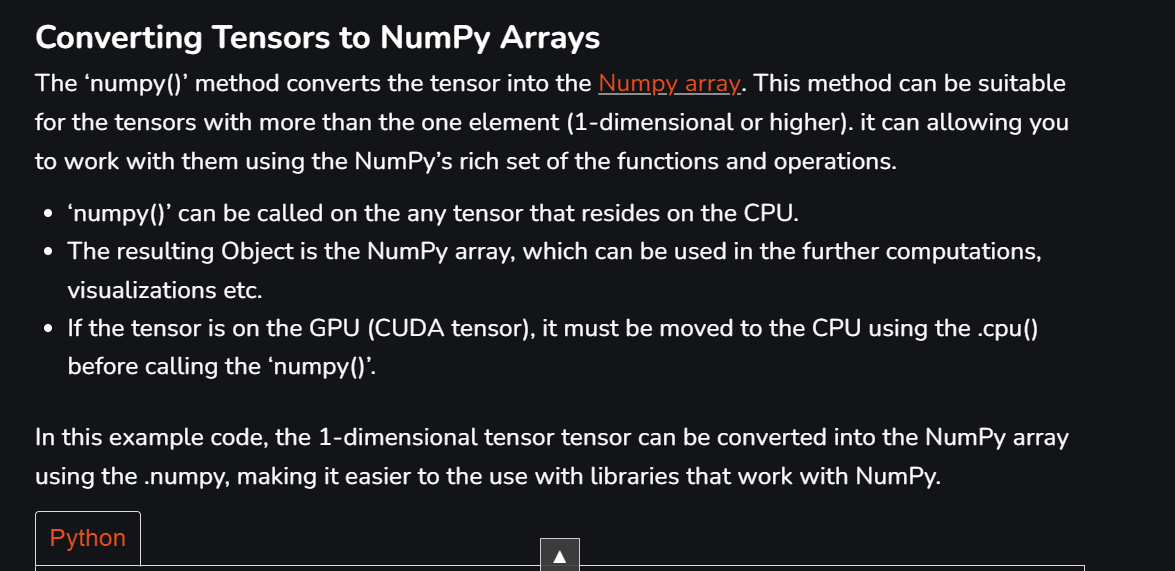 Converting Tensors to NumPy Arrays
The ‘numpy()’ method converts the tensor into the Numpy array. This method can be suitable
for the tensors with more than the one element (1-dimensional or higher). it can allowing you
to work with them using the NumPy’s rich set of the functions and operations.
• ‘numpy()’ can be called on the any tensor that resides on the CPU.
• The resulting Object is the NumPy array, which can be used in the further computations,
visualizations etc.
• If the tensor is on the GPU (CUDA tensor), it must be moved to the CPU using the .cpu()
before calling the ‘numpy()’.
In this example code, the 1-dimensional tensor tensor can be converted into the NumPy array
using the .numpy, making it easier to the use with libraries that work with NumPy.
Python